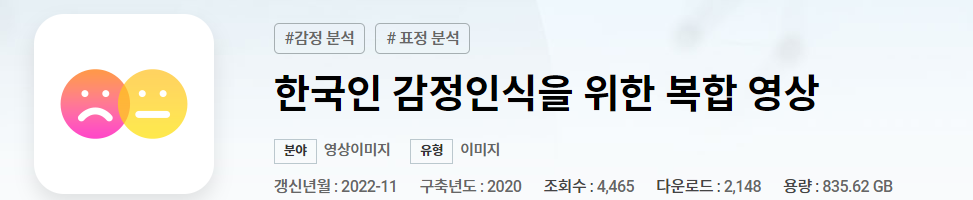 #감정 분석 # 표정 분석
한국인 감정인식을 위한 복합 영상
분야 영상이미지 유형 이미지
갱신년월 : 2022-11 구축년도 : 2020 조회수 : 4,465 다운로드 : 2,148 용량 : 835.62 GB